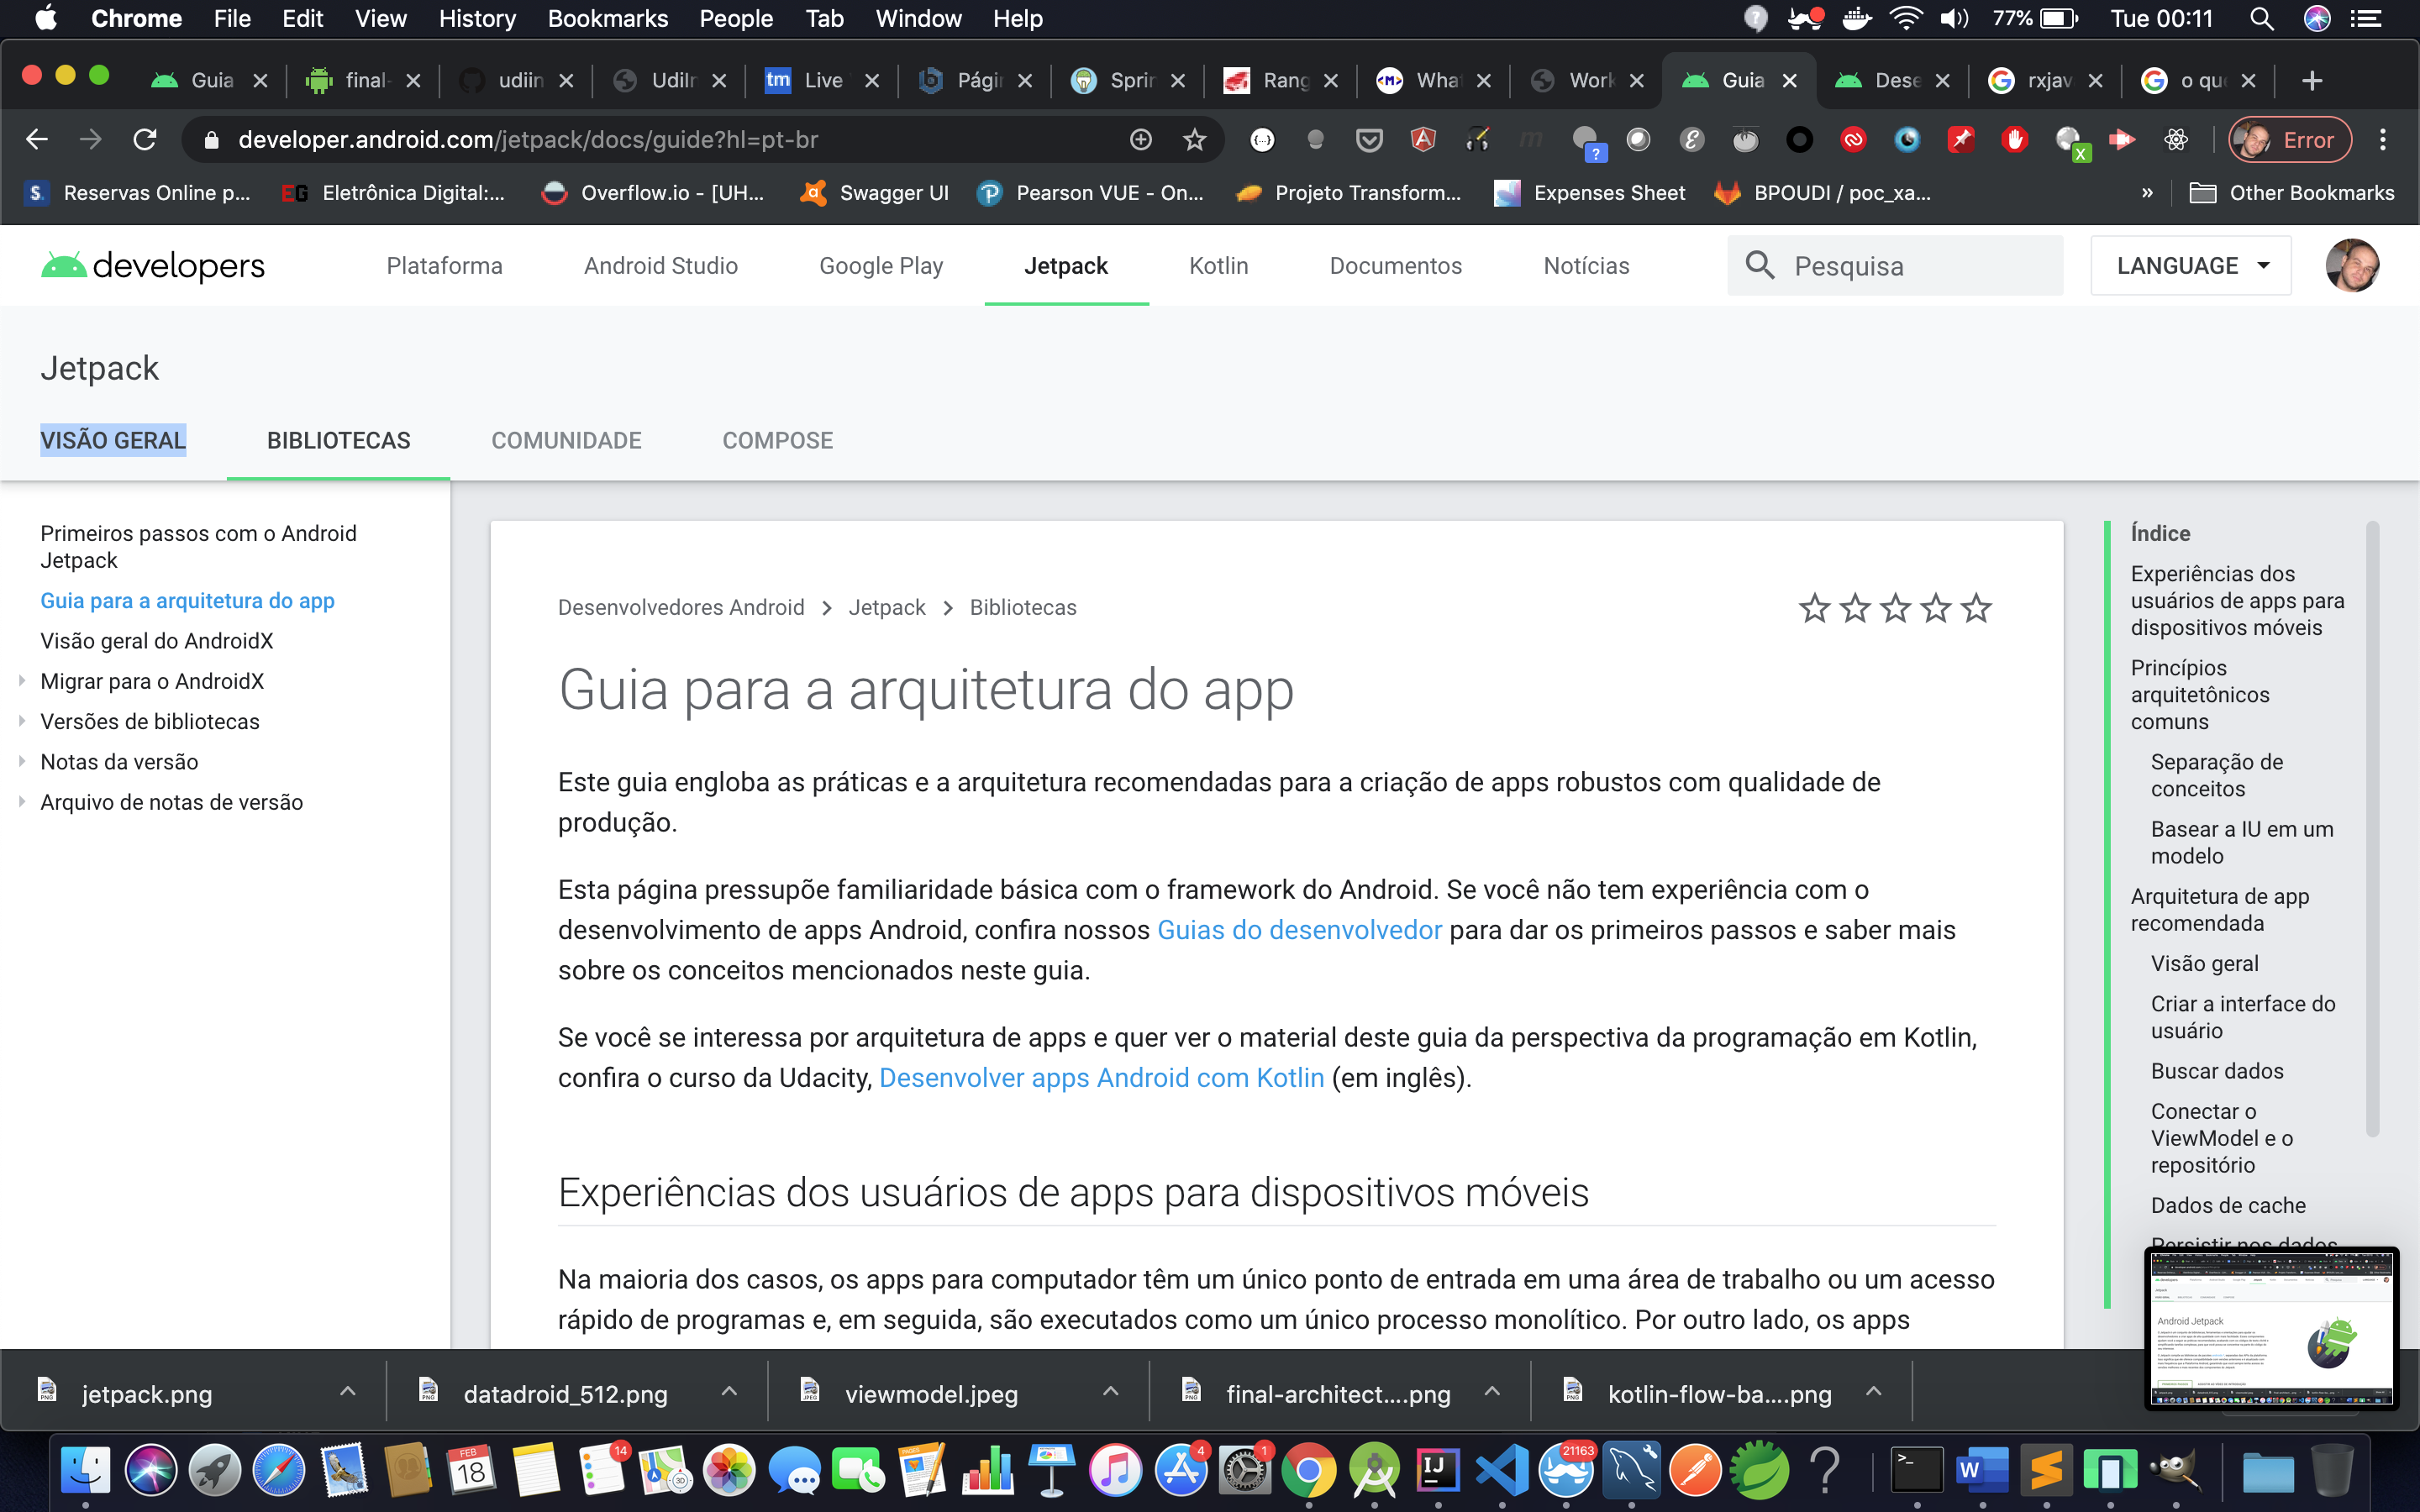 Chrome File Edit View History Bookmarks People Tab Window Help 77% Tue 00:11
Guia final- udiin UdiIn tm Live Págin Sprin Rang <M> What Work Guia Dese rxjav o que
developer.android.com/jetpack/docs/guide?hl=pt-br Error
Reservas Online p... EG Eletrônica Digital:... Overflow.io - [UH... Swagger UI Pearson VUE - On... Projeto Transform... Expenses Sheet BPOUDI / poc_xa... » Other Bookmarks
developers Plataforma Android Studio Google Play Jetpack Kotlin Documentos Notícias Pesquisa LANGUAGE
Jetpack
VISÃO GERAL BIBLIOTECAS COMUNIDADE COMPOSE
Primeiros passos com o Android
Jetpack
Guia para a arquitetura do app
Visão geral do AndroidX
Migrar para o AndroidX
Versões de bibliotecas
Notas da versão
Arquivo de notas de versão
Desenvolvedores Android > Jetpack > Bibliotecas
Guia para a arquitetura do app
Este guia engloba as práticas e a arquitetura recomendadas para a criação de apps robustos com qualidade de
produção.
Esta página pressupõe familiaridade básica com o framework do Android. Se você não tem experiência com o
desenvolvimento de apps Android, confira nossos Guias do desenvolvedor para dar os primeiros passos e saber mais
sobre os conceitos mencionados neste guia.
Se você se interessa por arquitetura de apps e quer ver o material deste guia da perspectiva da programação em Kotlin,
confira o curso da Udacity, Desenvolver apps Android com Kotlin (em inglês).
Experiências dos usuários de apps para dispositivos móveis
Na maioria dos casos, os apps para computador têm um único ponto de entrada em uma área de trabalho ou um acesso
rápido de programas e, em seguida, são executados como um único processo monolítico. Por outro lado, os apps
Índice
Experiências dos
usuários de apps para
dispositivos móveis
Princípios
arquitetônicos
comuns
Separação de
conceitos
Basear a IU em um
modelo
Arquitetura de app
recomendada
Visão geral
Criar a interface do
usuário
Buscar dados
Conectar o
ViewModel e o
repositório
Dados de cache
Persistir nos dados
Android Jetpack
jetpack.png datadroid_512.png viewmodel.jpeg final-architect....png kotlin-flow-ba....png
FEB 18 14 3D PAGES 4 1 IJ 21163 >_ W